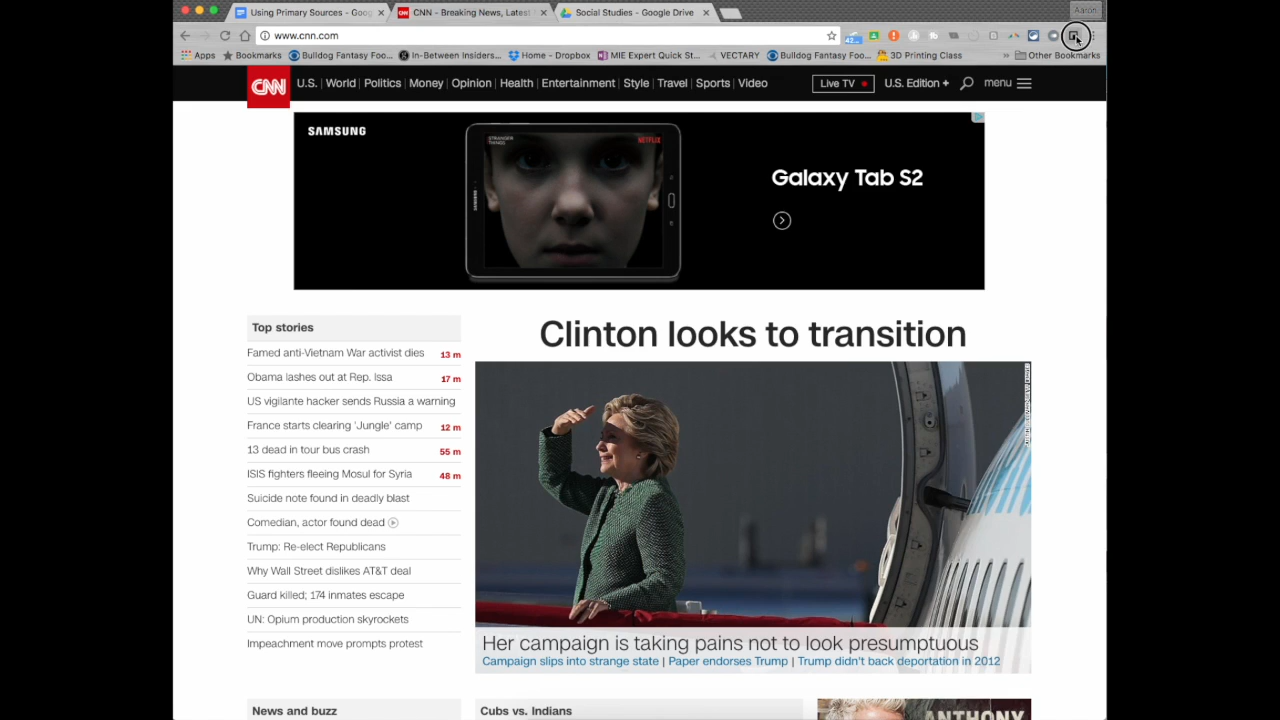 Using Primary Sources - Goog
CNN - Breaking News, Latest
Social Studies - Google Drive
Aaron
www.cnn.com
Apps
Bookmarks
Bulldog Fantasy Foo...
In-Between Insiders...
Home - Dropbox
MIE Expert Quick St...
VECTARY
Bulldog Fantasy Foo...
3D Printing Class
» Other Bookmarks
CNN
U.S. | World | Politics | Money | Opinion | Health | Entertainment | Style | Travel | Sports | Video
Live TV
U.S. Edition +
menu
SAMSUNG
STRANGER THINGS
NETFLIX
SAMSUNG
Galaxy Tab S2
Top stories
Famed anti-Vietnam War activist dies 13 m
Obama lashes out at Rep. Issa 17 m
US vigilante hacker sends Russia a warning
France starts clearing 'Jungle' camp 12 m
13 dead in tour bus crash 55 m
ISIS fighters fleeing Mosul for Syria 48 m
Suicide note found in deadly blast
Comedian, actor found dead
Trump: Re-elect Republicans
Why Wall Street dislikes AT&T deal
Guard killed; 174 inmates escape
UN: Opium production skyrockets
Impeachment move prompts protest
Clinton looks to transition
Her campaign is taking pains not to look presumptuous
Campaign slips into strange state | Paper endorses Trump | Trump didn't back deportation in 2012
News and buzz
Cubs vs. Indians
ANTHONY